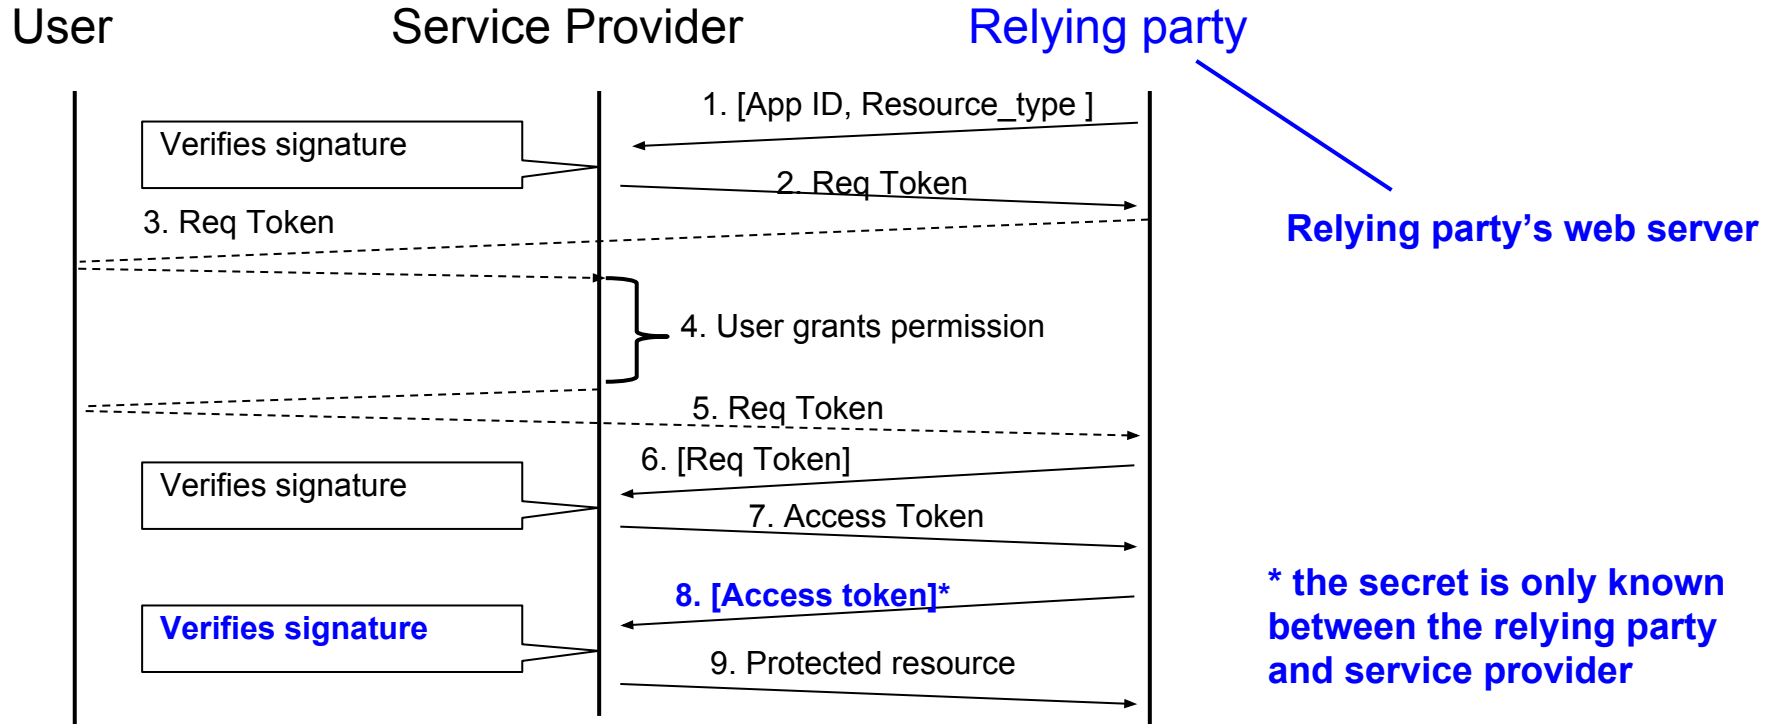 User
Service Provider
Relying party
1. [App ID, Resource_type ]
Verifies signature
2. Req Token
3. Req Token
Relying party’s web server
4. User grants permission
5. Req Token
6. [Req Token]
Verifies signature
7. Access Token
8. [Access token]*
* the secret is only known
between the relying party
and service provider
Verifies signature
9. Protected resource